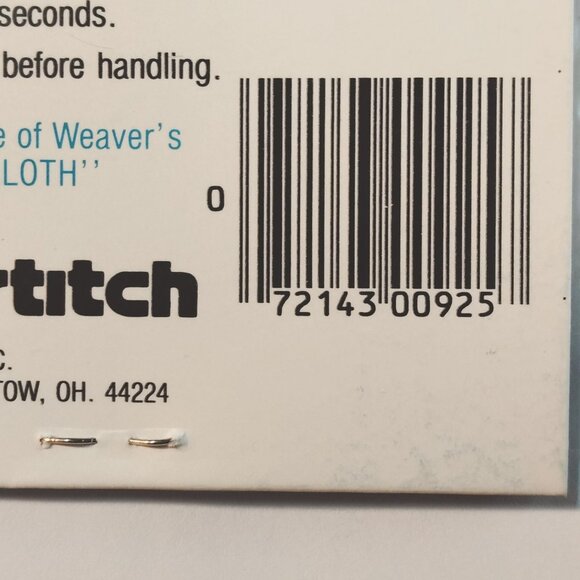 seconds.
before handling.
e of Weaver's
LOTH''
0
72143 00925
rtitch
C.
TOW, OH. 44224